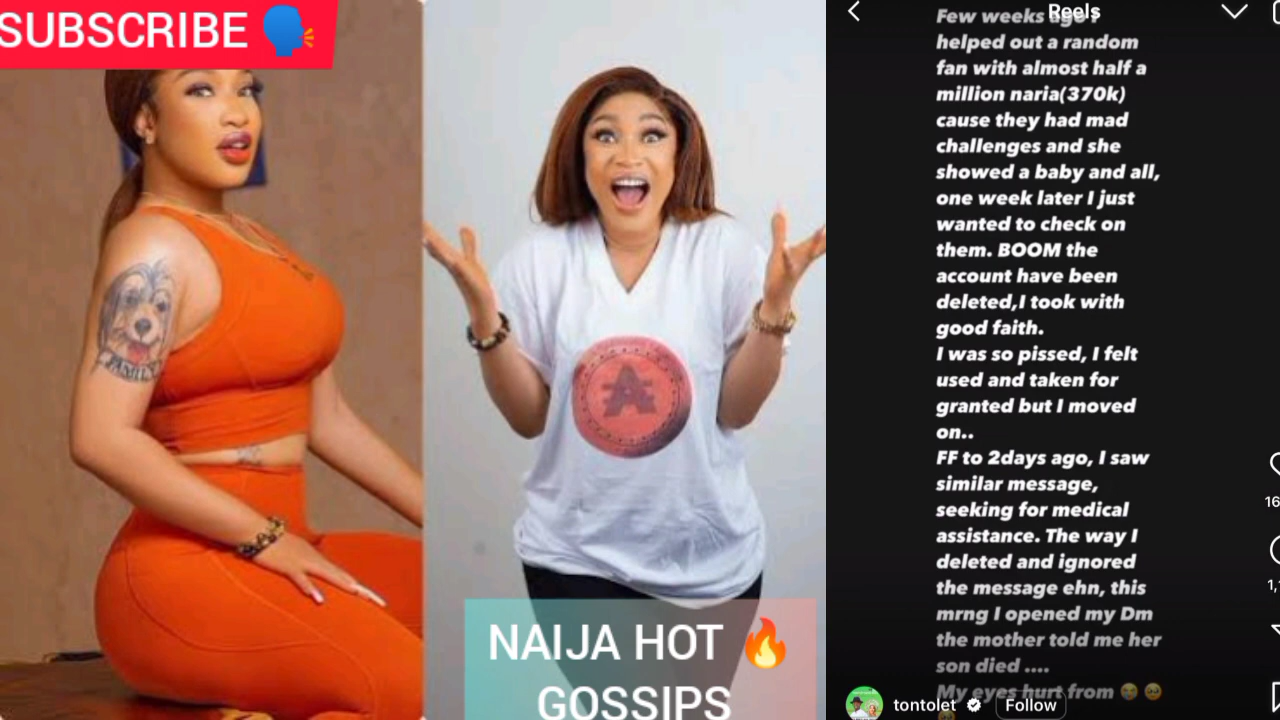 SUBSCRIBE 🗣
FAMILY
NAIJA HOT 🔥
GOSSIPS
Reels
Few weeks ago I
helped out a random
fan with almost half a
million naria(370k)
cause they had mad
challenges and she
showed a baby and all,
one week later I just
wanted to check on
them. BOOM the
account have been
deleted,I took with
good faith.
I was so pissed, I felt
used and taken for
granted but I moved
on..
FF to 2days ago, I saw
similar message,
seeking for medical
assistance. The way I
deleted and ignored
the message ehn, this
mrng I opened my Dm
the mother told me her
son died ....
My eyes hurt from 😭 🥹
tontolet
Follow
16
1,